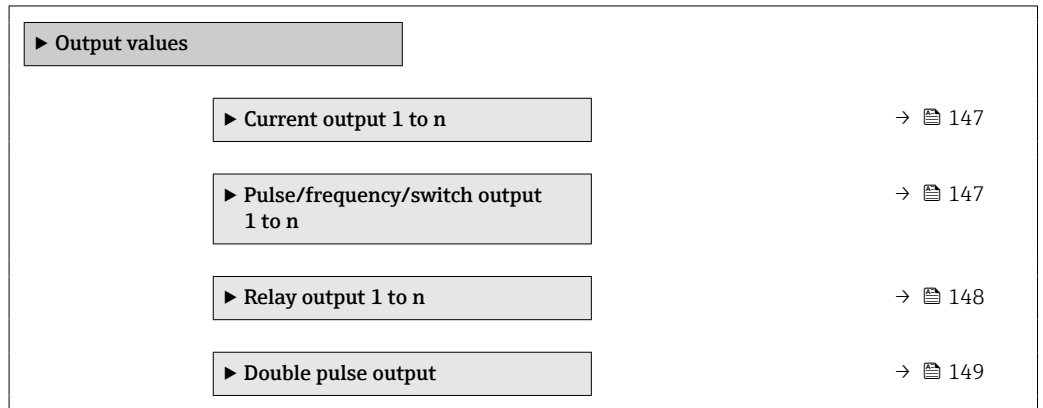 ▶ Output values
▶ Current output 1 to n → 147
▶ Pulse/frequency/switch output → 147
1 to n
▶ Relay output 1 to n → 148
▶ Double pulse output → 149